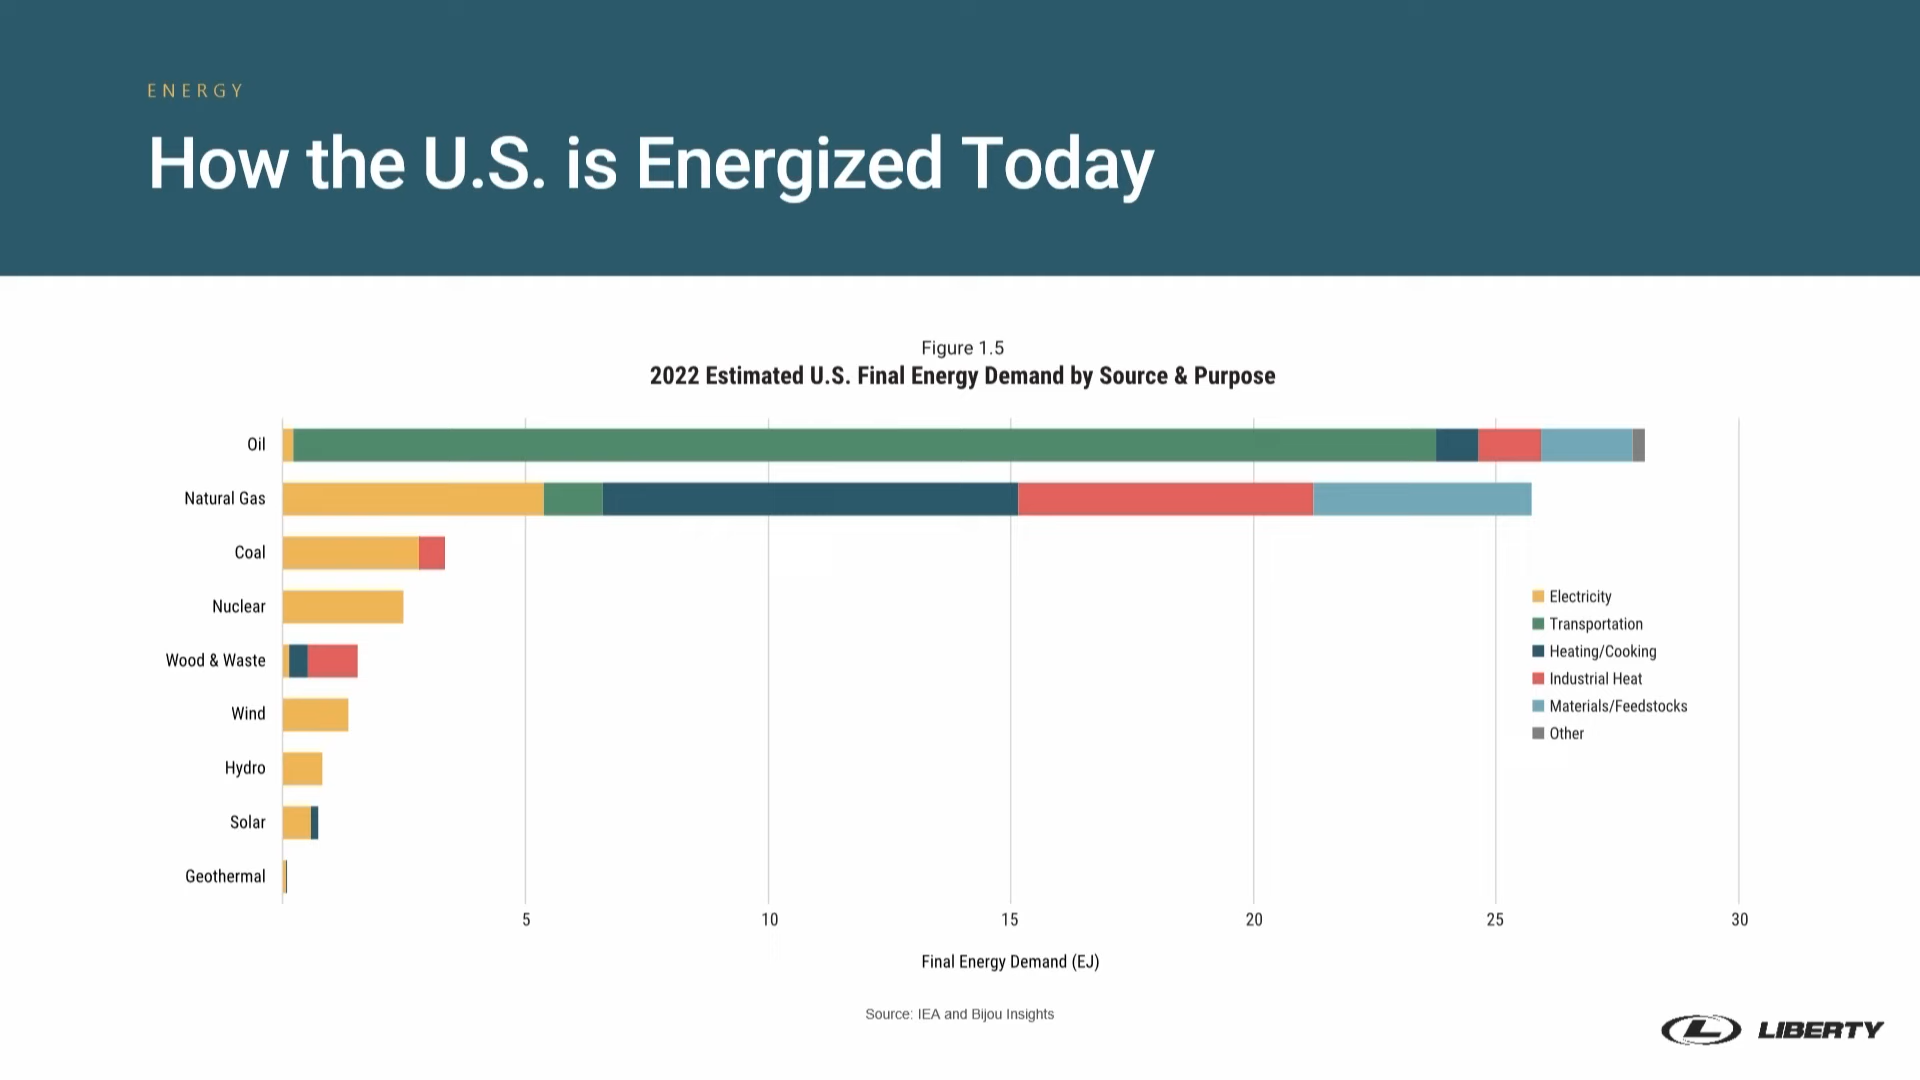 ENERGY
How the U.S. is Energized Today
Figure 1.5
2022 Estimated U.S. Final Energy Demand by Source & Purpose
Oil
Natural Gas
Coal
Nuclear
Wood & Waste
Wind
Hydro
Solar
Geothermal
Electricity
Transportation
Heating/Cooking
Industrial Heat
Materials/Feedstocks
Other
5 10 15 20 25 30
Final Energy Demand (EJ)
Source: IEA and Bijou Insights
L LIBERTY